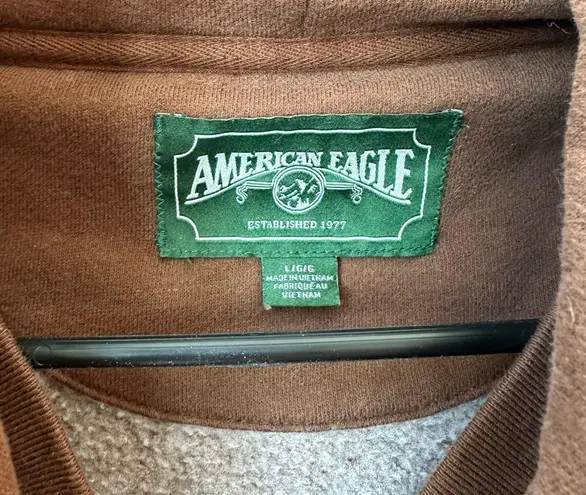 AMERICAN EAGLE
ESTABLISHED 1977
L/G/G
MADE IN VIETNAM
FABRIQUÉ AU
VIETNAM